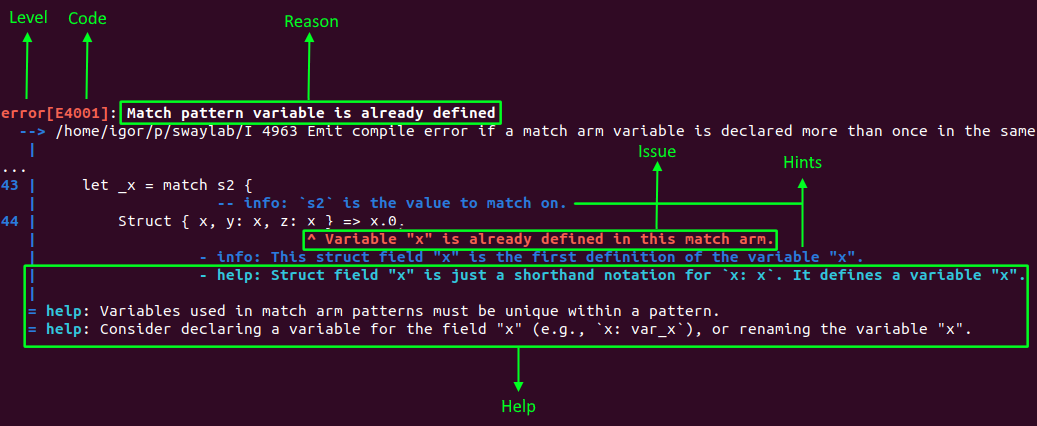 Level Code Reason
error[E4001]: Match pattern variable is already defined
--> /home/igor/p/swaylab/I 4963 Emit compile error if a match arm variable is declared more than once in the same
|
Issue Hints
...
43 | let _x = match s2 {
| -- info: `s2` is the value to match on.
44 | Struct { x, y: x, z: x } => x.0,
| ^ Variable "x" is already defined in this match arm.
| - info: This struct field "x" is the first definition of the variable "x".
| - help: Struct field "x" is just a shorthand notation for `x: x`. It defines a variable "x".
|
= help: Variables used in match arm patterns must be unique within a pattern.
= help: Consider declaring a variable for the field "x" (e.g., `x: var_x`), or renaming the variable "x".
Help